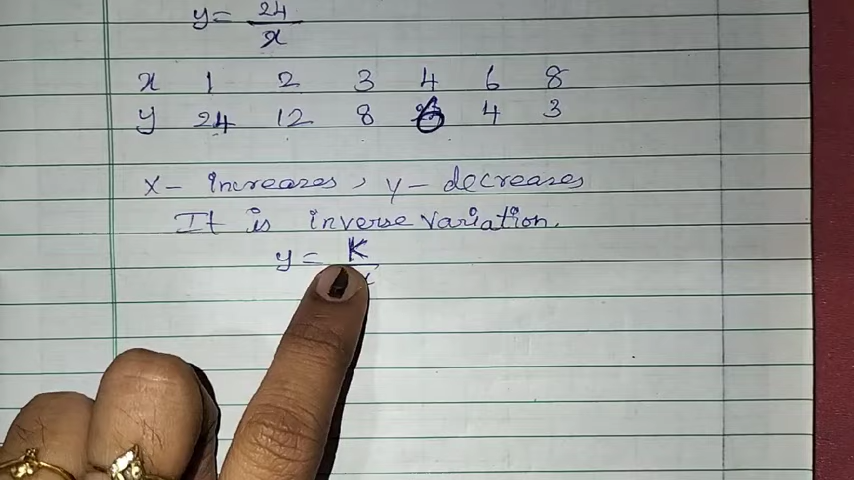 y = 24/x
x 1 2 3 4 6 8
y 24 12 8 6 4 3
x - increases, y - decreases
It is inverse variation.
y = K/x